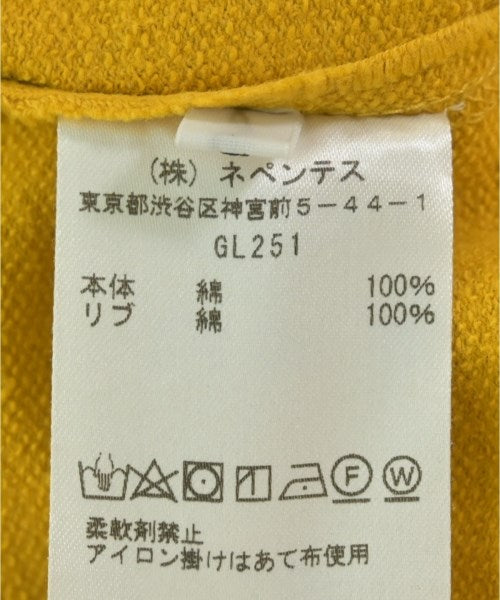 (株) ネペンテス
東京都渋谷区神宮前5-44-1
GL251
本体 綿 100%
リブ 綿 100%
F W
柔軟剤禁止
アイロン掛けはあて布使用